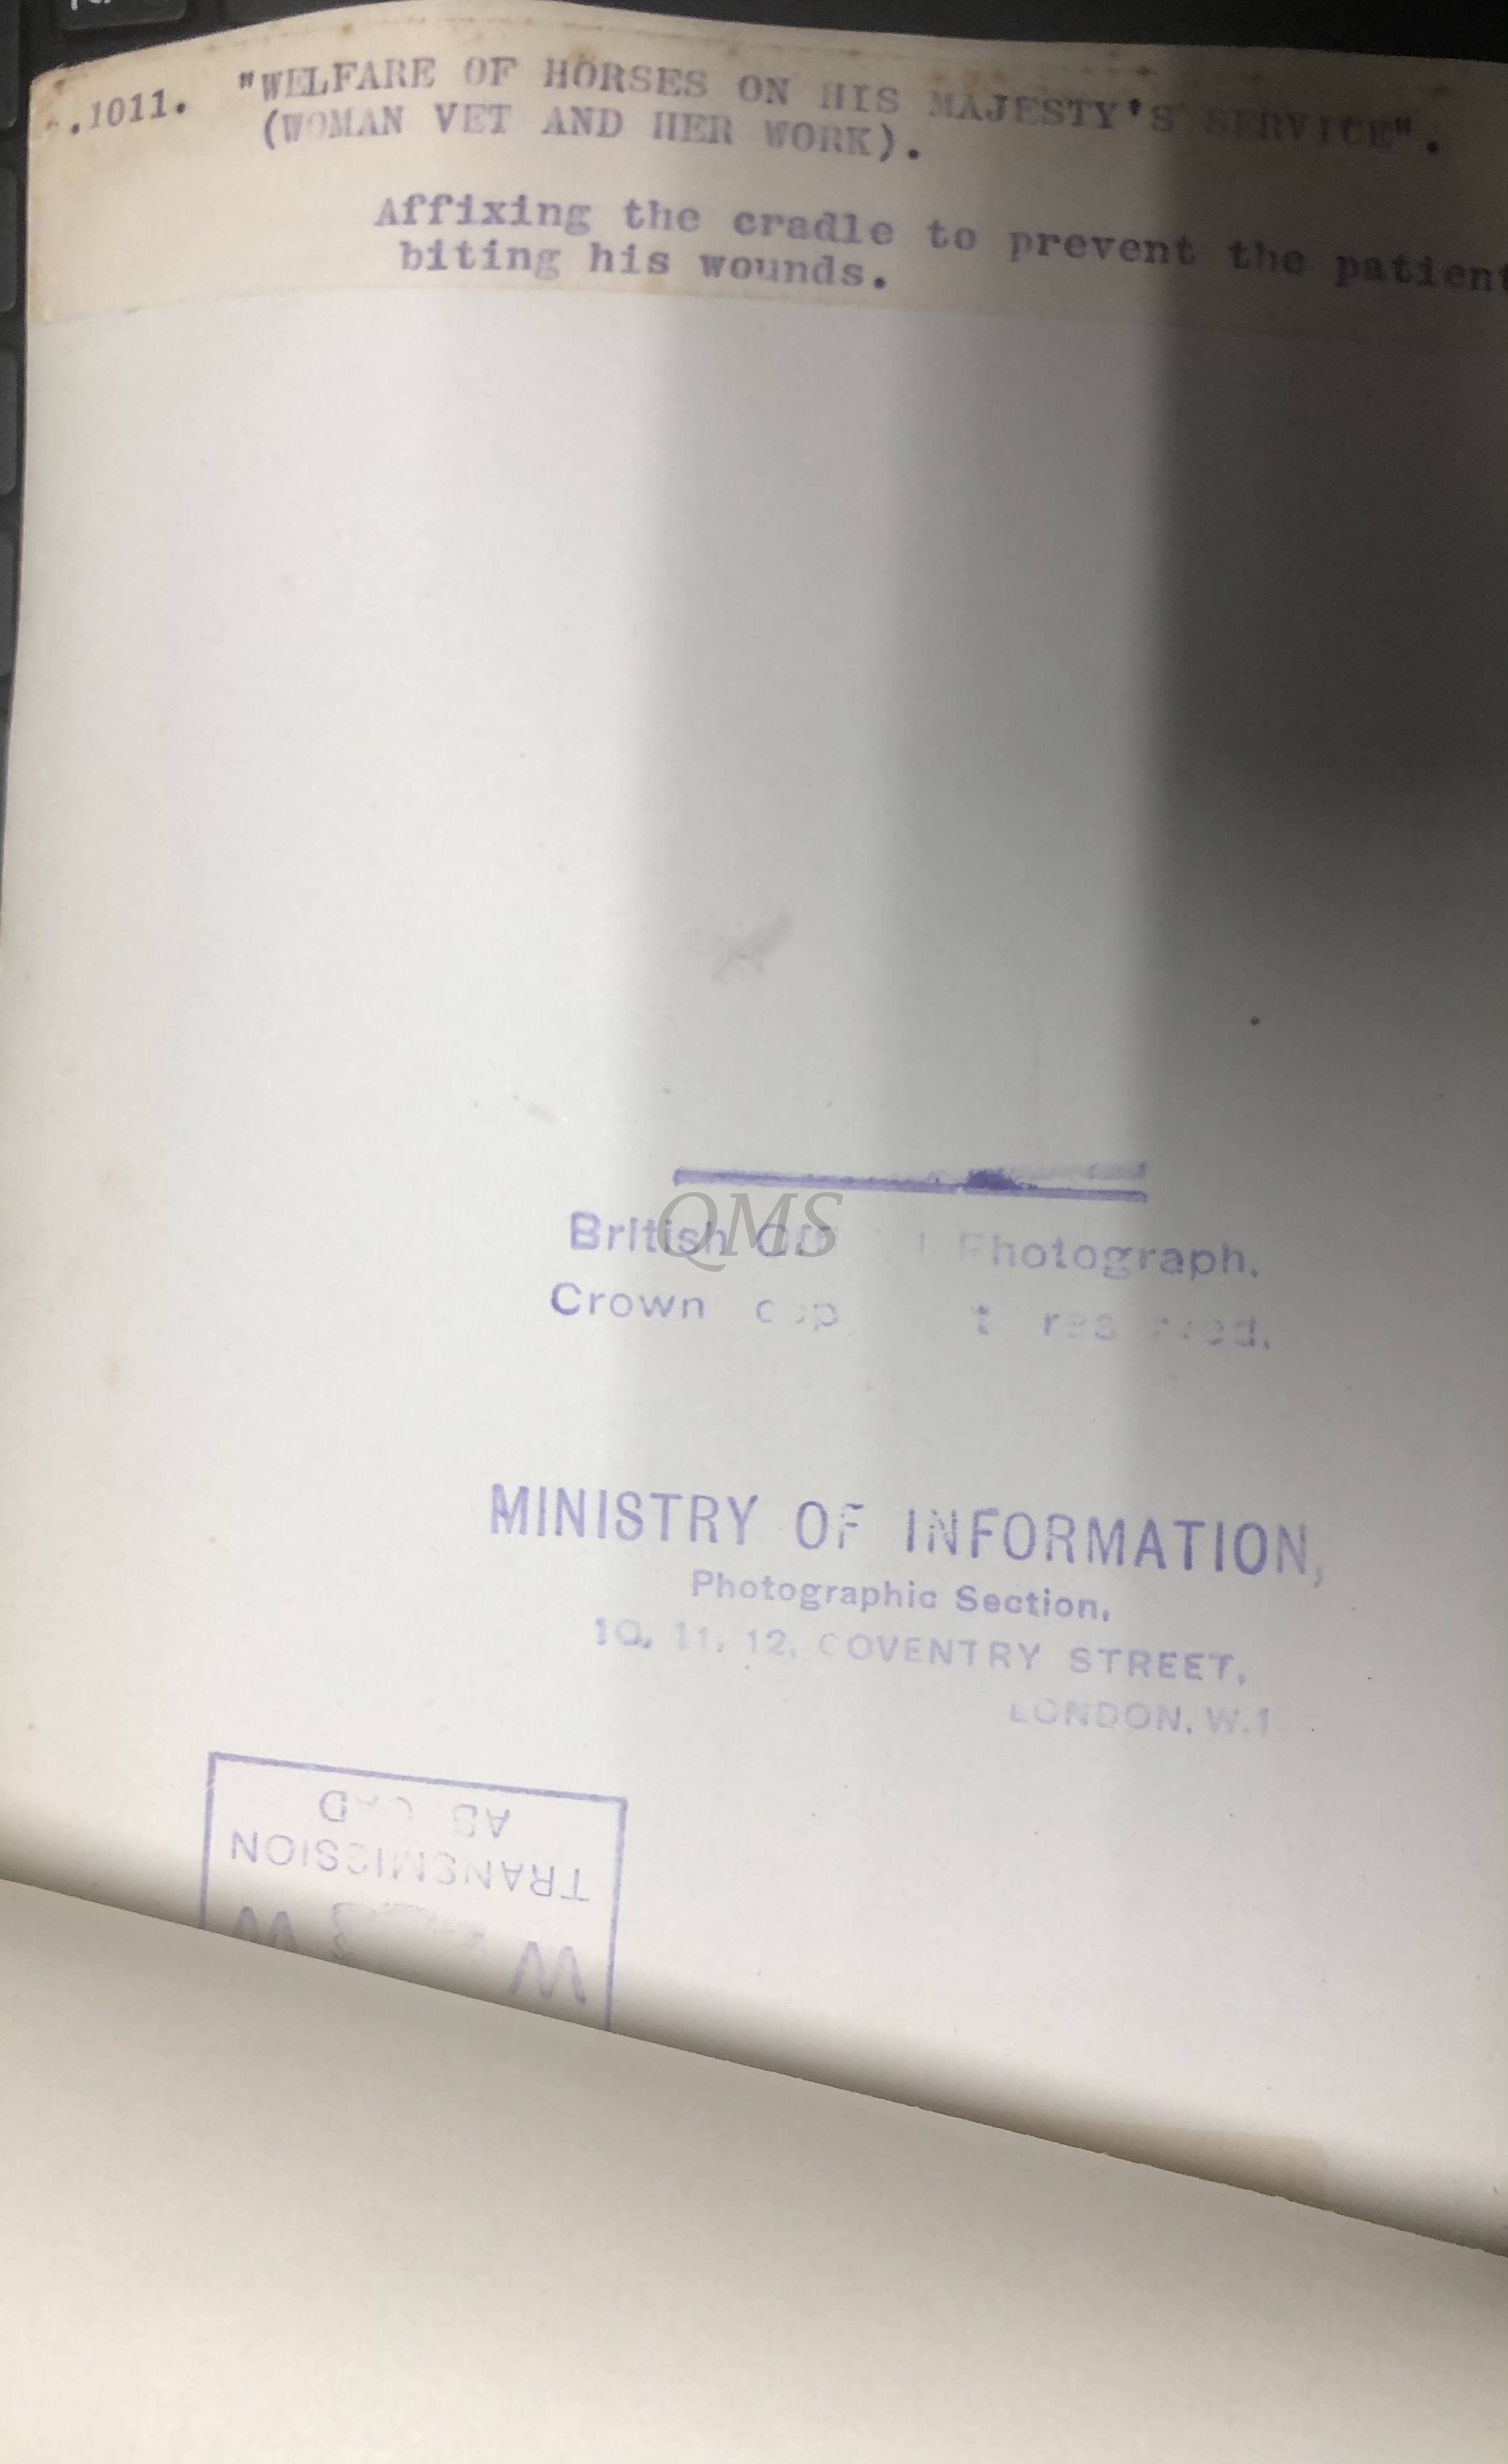 .1011. "WELFARE OF HORSES ON HIS MAJESTY'S SERVICE".
(WOMAN VET AND HER WORK).
Affixing the cradle to prevent the patient
biting his wounds.
QMS
British Photograph.
Crown
MINISTRY OF INFORMATION,
Photographic Section,
10, 11, 12, COVENTRY STREET,
LONDON, W.1
TRANSMISSION